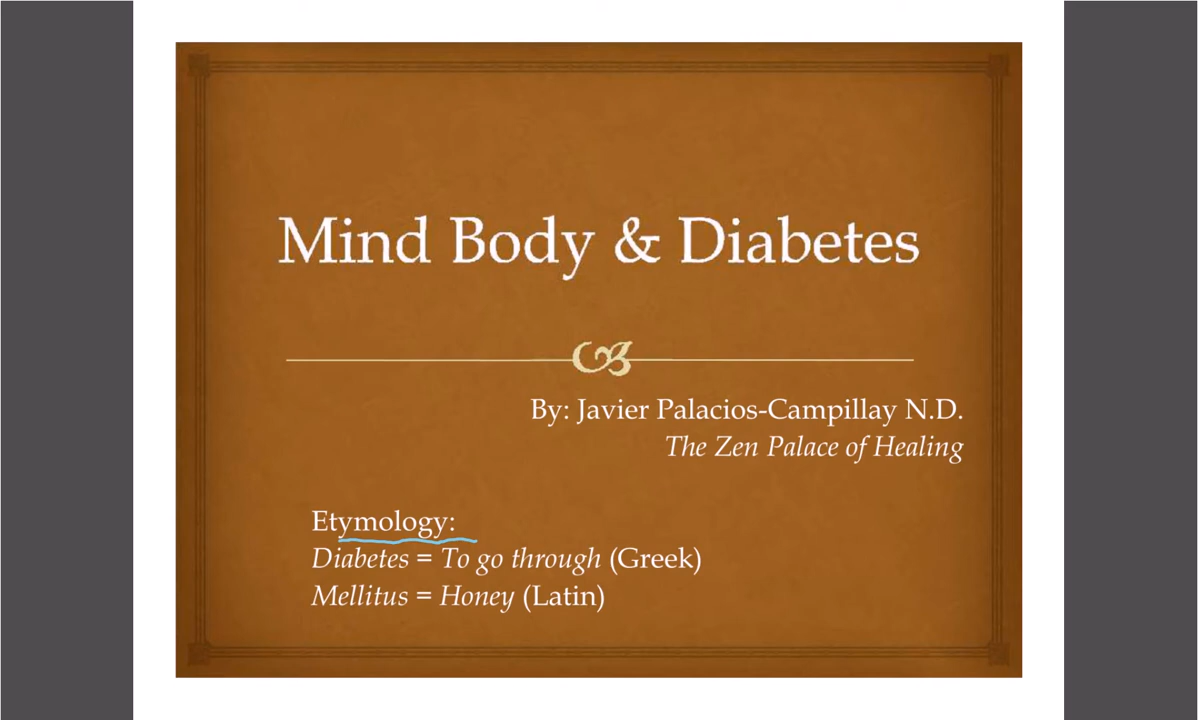 Mind Body & Diabetes
By: Javier Palacios-Campillay N.D.
The Zen Palace of Healing
Etymology:
Diabetes = To go through (Greek)
Mellitus = Honey (Latin)